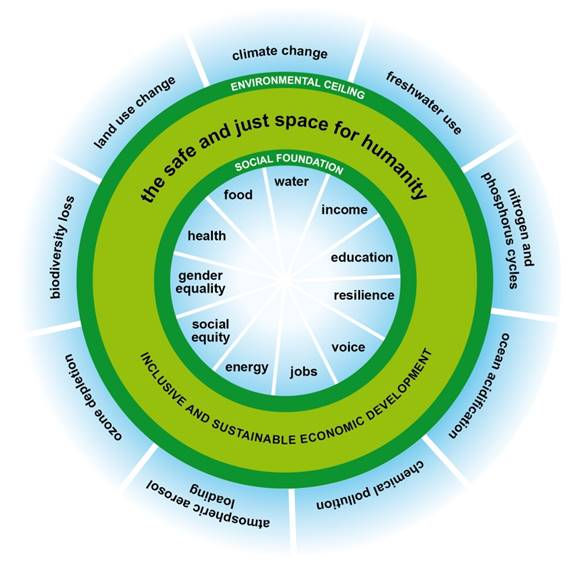 climate change
freshwater use
nitrogen and
phosphorus cycles
ocean acidification
chemical pollution
atmospheric aerosol
loading
ozone depletion
biodiversity loss
land use change
ENVIRONMENTAL CEILING
the safe and just space for humanity
SOCIAL FOUNDATION
water
income
education
resilience
voice
jobs
energy
social
equity
gender
equality
health
food
INCLUSIVE AND SUSTAINABLE ECONOMIC DEVELOPMENT